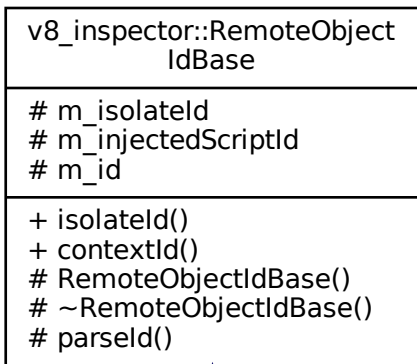 v8_inspector::RemoteObject
IdBase
# m_isolateId
# m_injectedScriptId
# m_id
+ isolateId()
+ contextId()
# RemoteObjectIdBase()
# ~RemoteObjectIdBase()
# parseId()